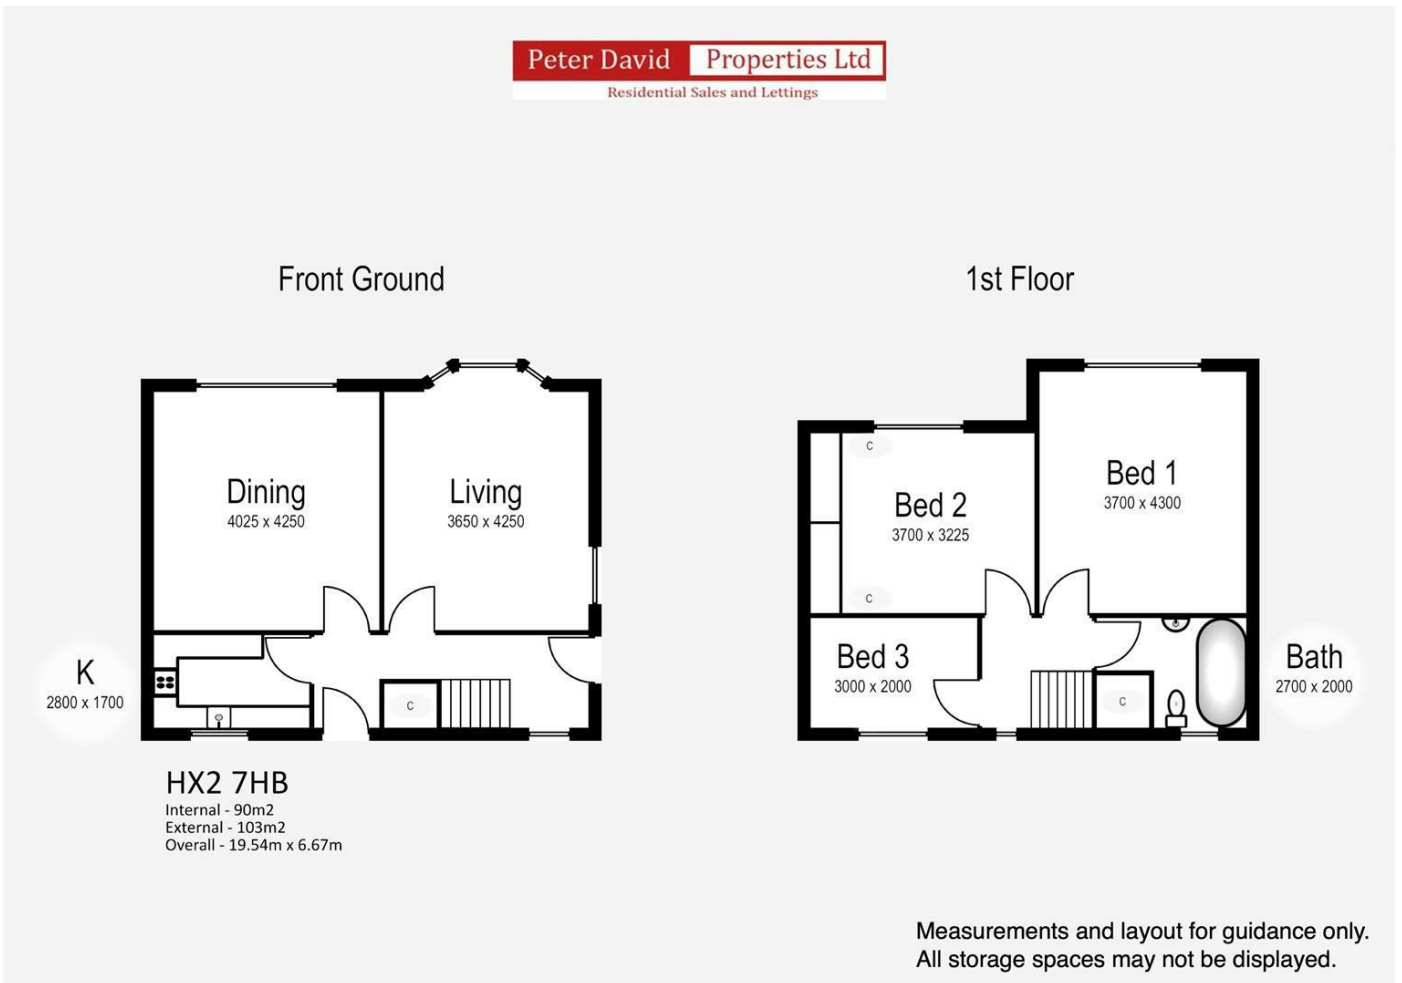 Peter David Properties Ltd
Residential Sales and Lettings
Front Ground
1st Floor
Dining
4025 x 4250
Living
3650 x 4250
K
2800 x 1700
C
C
Bed 2
3700 x 3225
C
Bed 1
3700 x 4300
Bed 3
3000 x 2000
C
Bath
2700 x 2000
HX2 7HB
Internal - 90m2
External - 103m2
Overall - 19.54m x 6.67m
Measurements and layout for guidance only.
All storage spaces may not be displayed.